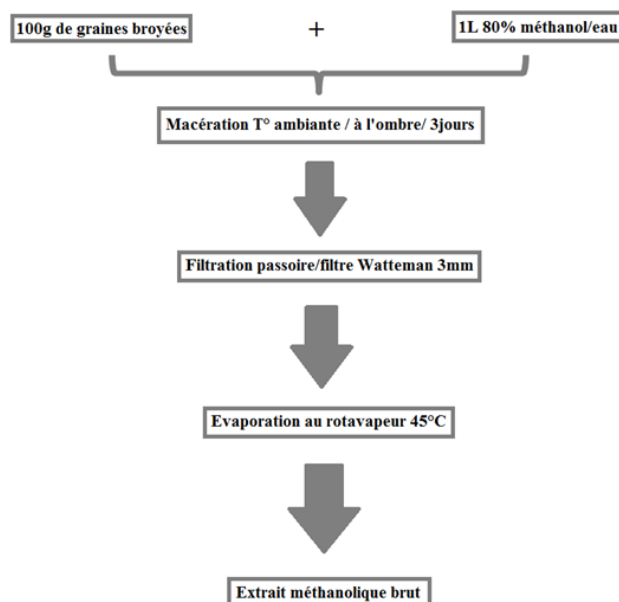 100g de graines broyées + 1L 80% méthanol/eau
Macération T° ambiante / à l'ombre/ 3jours
Filtration passoire/filtre Watteman 3mm
Evaporation au rotavapeur 45°C
Extrait méthanolique brut